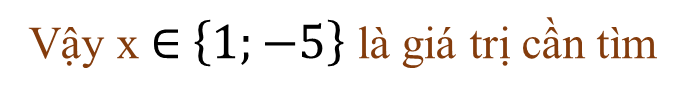 Vậy x ∈ {1; −5} là giá trị cần tìm